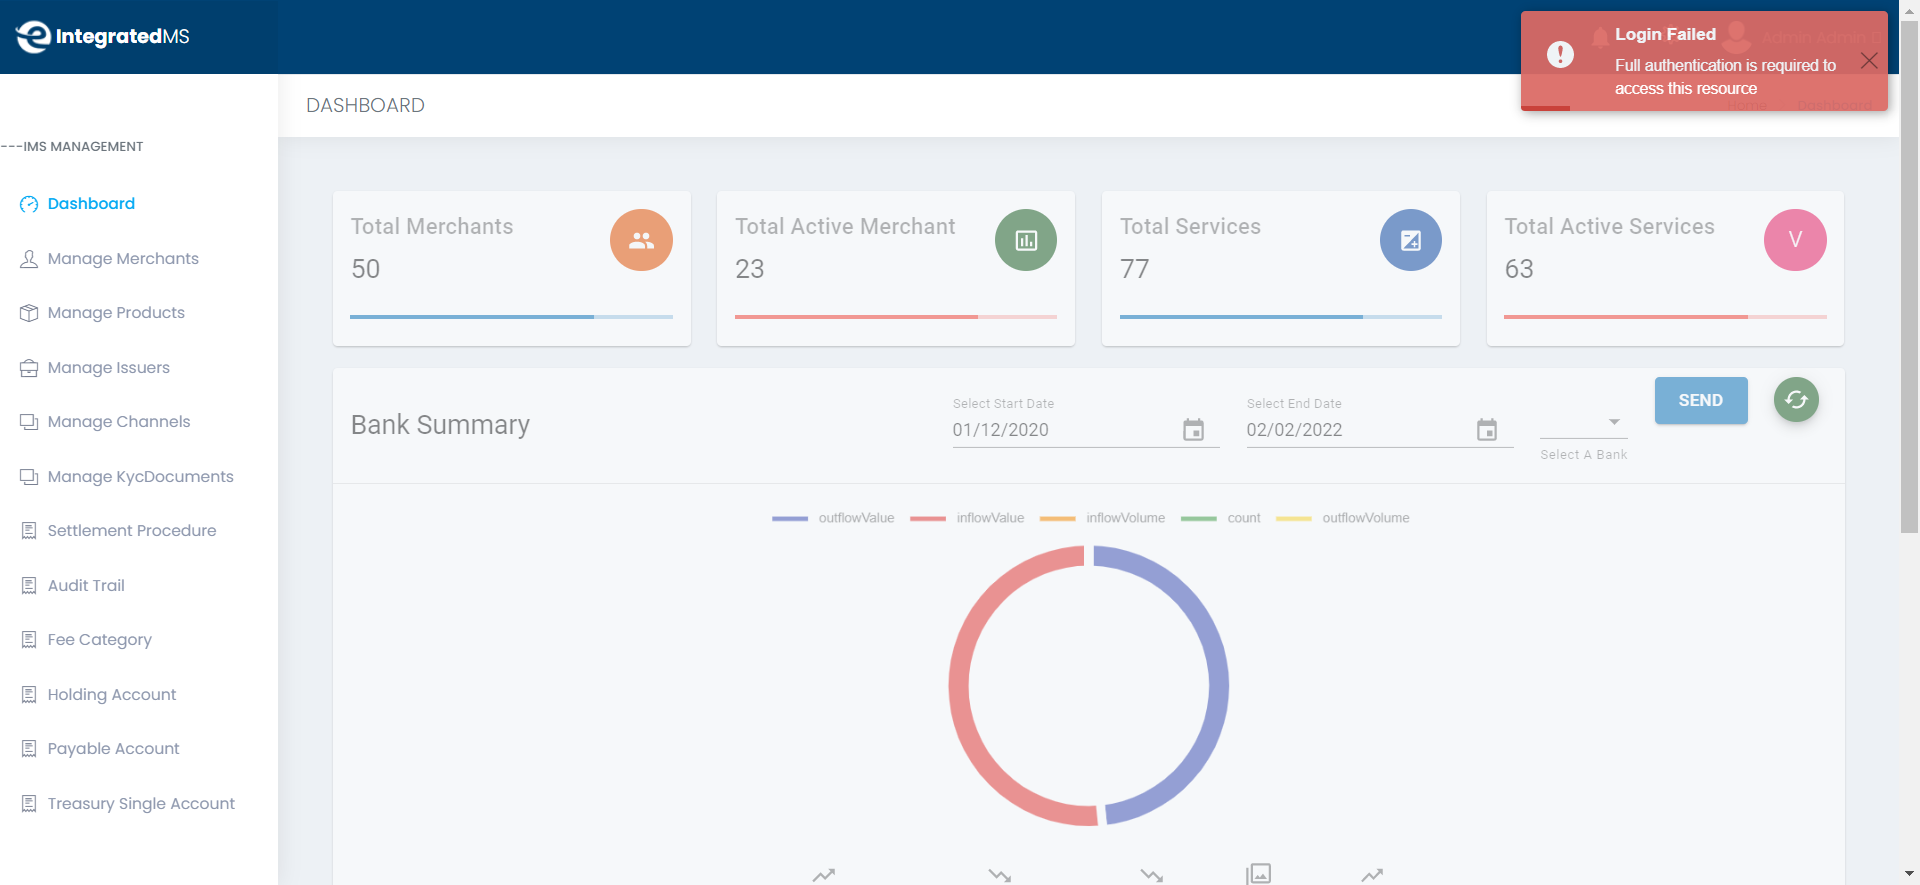 IntegratedMS
Login Failed
Full authentication is required to
access this resource
Admin Admin
DASHBOARD
Home
Dashboard
---IMS MANAGEMENT
Dashboard
Manage Merchants
Manage Products
Manage Issuers
Manage Channels
Manage KycDocuments
Settlement Procedure
Audit Trail
Fee Category
Holding Account
Payable Account
Treasury Single Account
Total Merchants
50
Total Active Merchant
23
Total Services
77
Total Active Services
63
V
Bank Summary
Select Start Date
01/12/2020
Select End Date
02/02/2022
Select A Bank
SEND
outflowValue inflowValue inflowVolume count outflowVolume